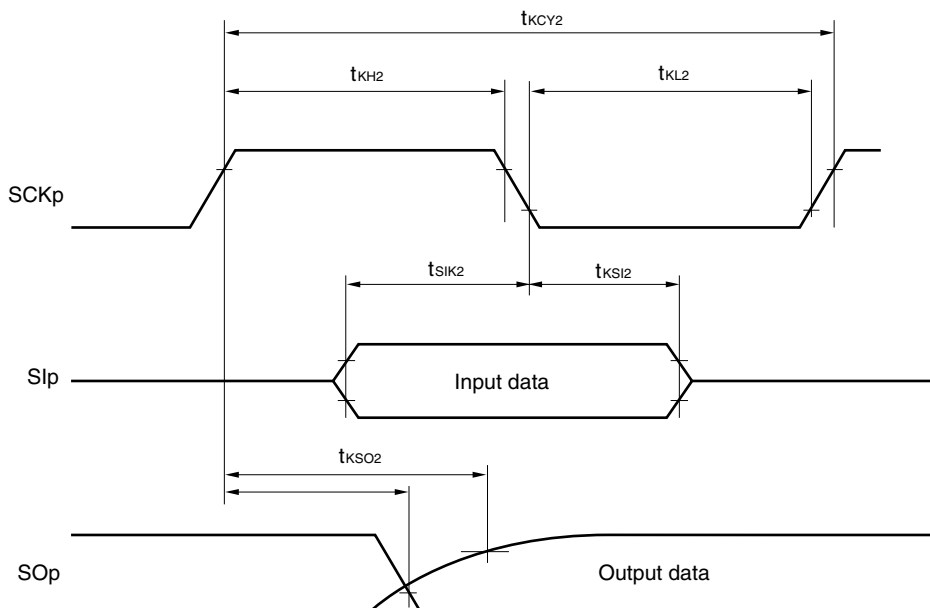 tKCY2
tKH2
tKL2
SCKp
tSIK2
tKSI2
SIp
Input data
tKSO2
SOp
Output data